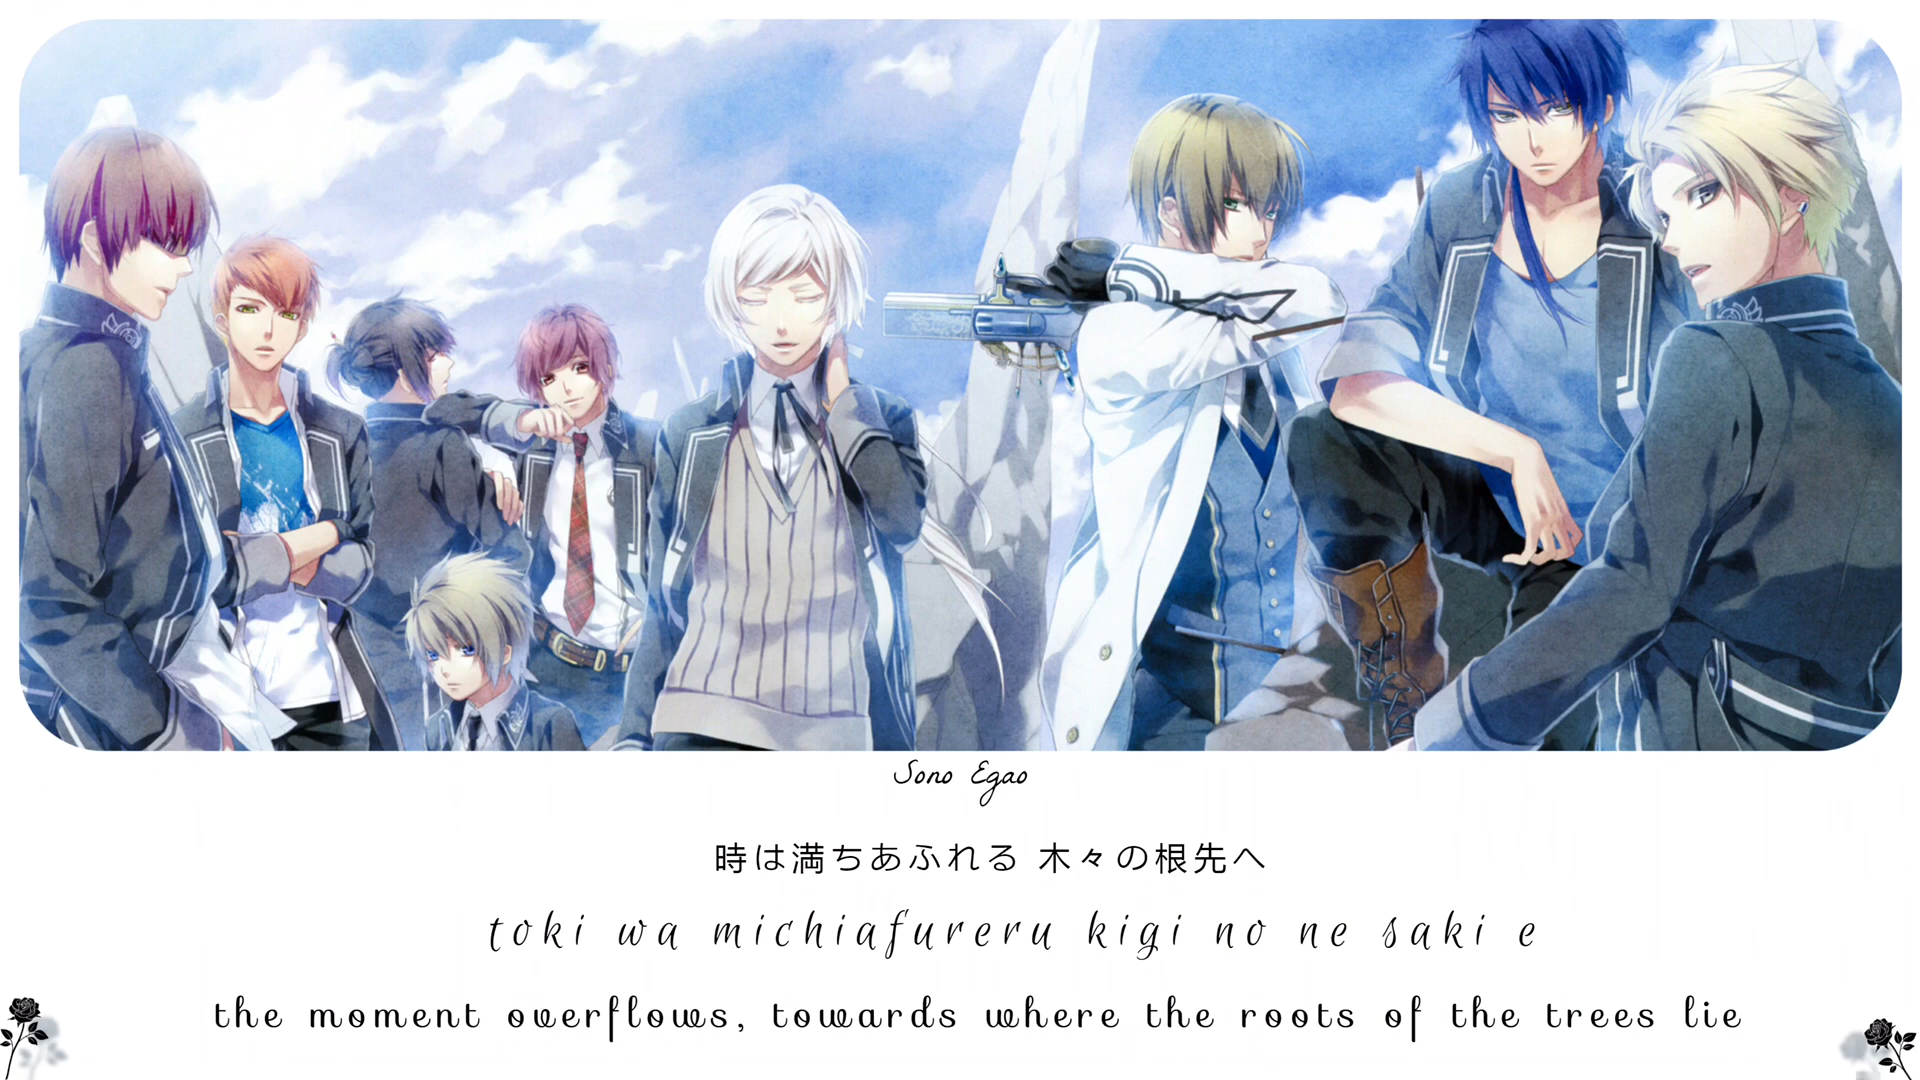 Sono Egao
時は満ちあふれる 木々の根先へ
toki wa michiafureru kigi no ne saki e
the moment overflows, towards where the roots of the trees lie